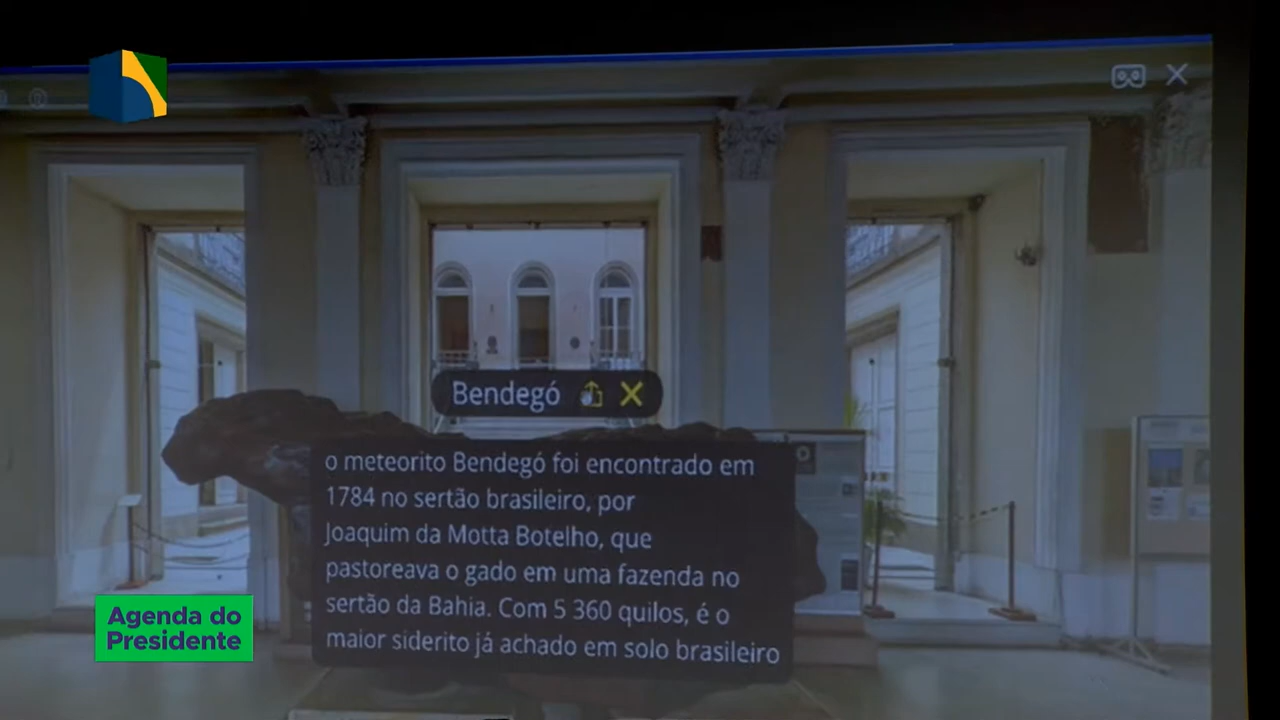 Bendegó
o meteorito Bendegó foi encontrado em
1784 no sertão brasileiro, por
Joaquim da Motta Botelho, que
pastoreava o gado em uma fazenda no
sertão da Bahia. Com 5 360 quilos, é o
maior siderito já achado em solo brasileiro
Agenda do
Presidente